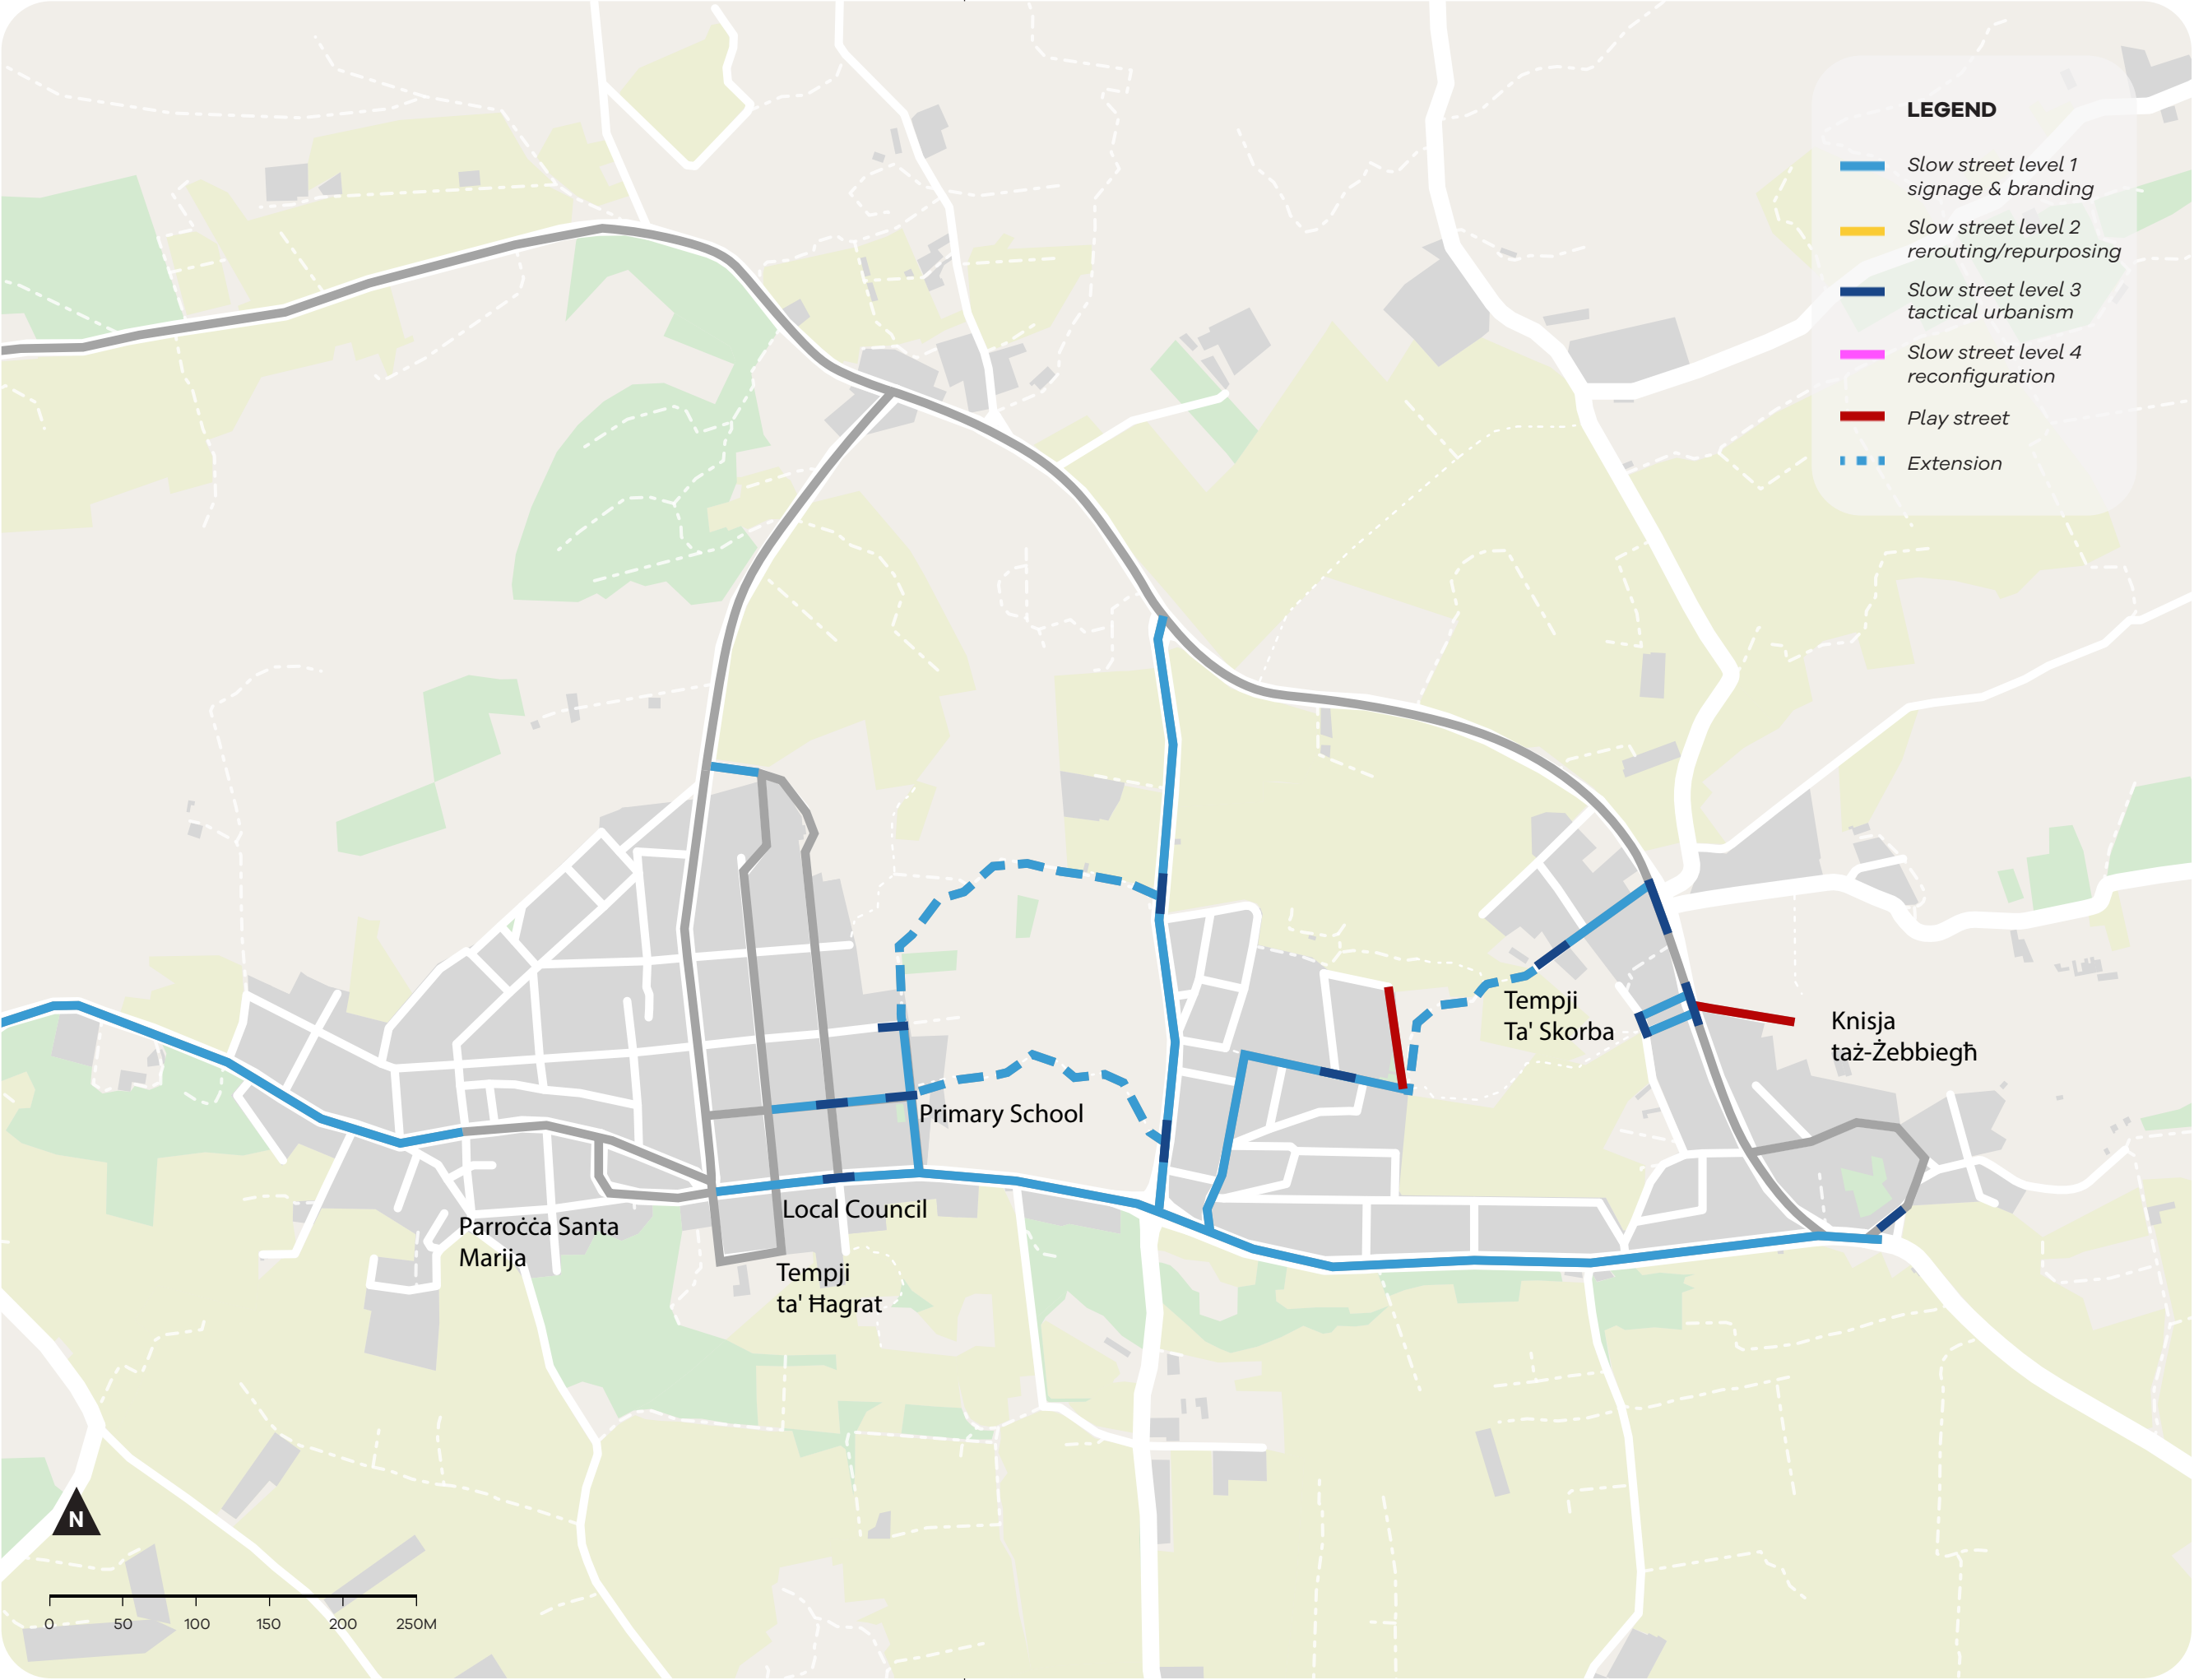 LEGEND
Slow street level 1
signage & branding
Slow street level 2
rerouting/repurposing
Slow street level 3
tactical urbanism
Slow street level 4
reconfiguration
Play street
Extension
Tempji
Ta' Skorba
Knisja
taż-Żebbiegħ
Primary School
Local Council
Parroċċa Santa
Marija
Tempji
ta' Ħagrat
N
0 50 100 150 200 250M